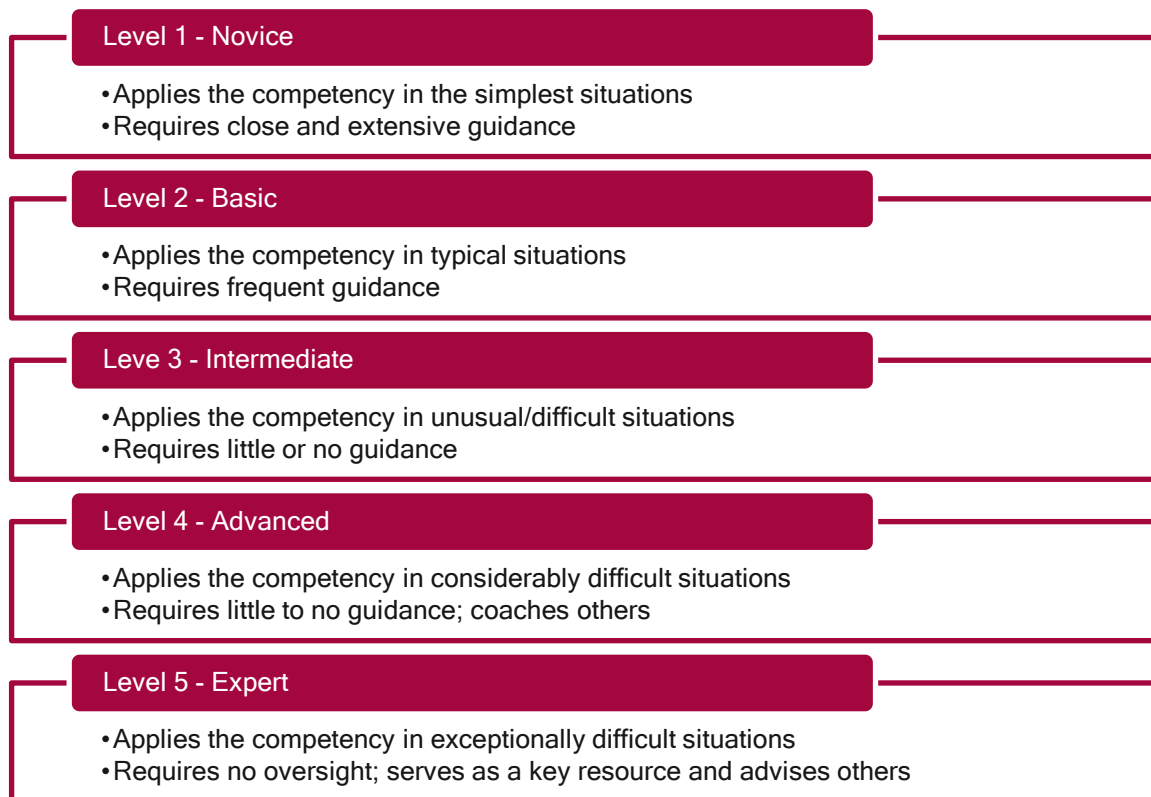 Level 1 - Novice
•Applies the competency in the simplest situations
•Requires close and extensive guidance
Level 2 - Basic
•Applies the competency in typical situations
•Requires frequent guidance
Leve 3 - Intermediate
•Applies the competency in unusual/difficult situations
•Requires little or no guidance
Level 4 - Advanced
•Applies the competency in considerably difficult situations
•Requires little to no guidance; coaches others
Level 5 - Expert
•Applies the competency in exceptionally difficult situations
•Requires no oversight; serves as a key resource and advises others